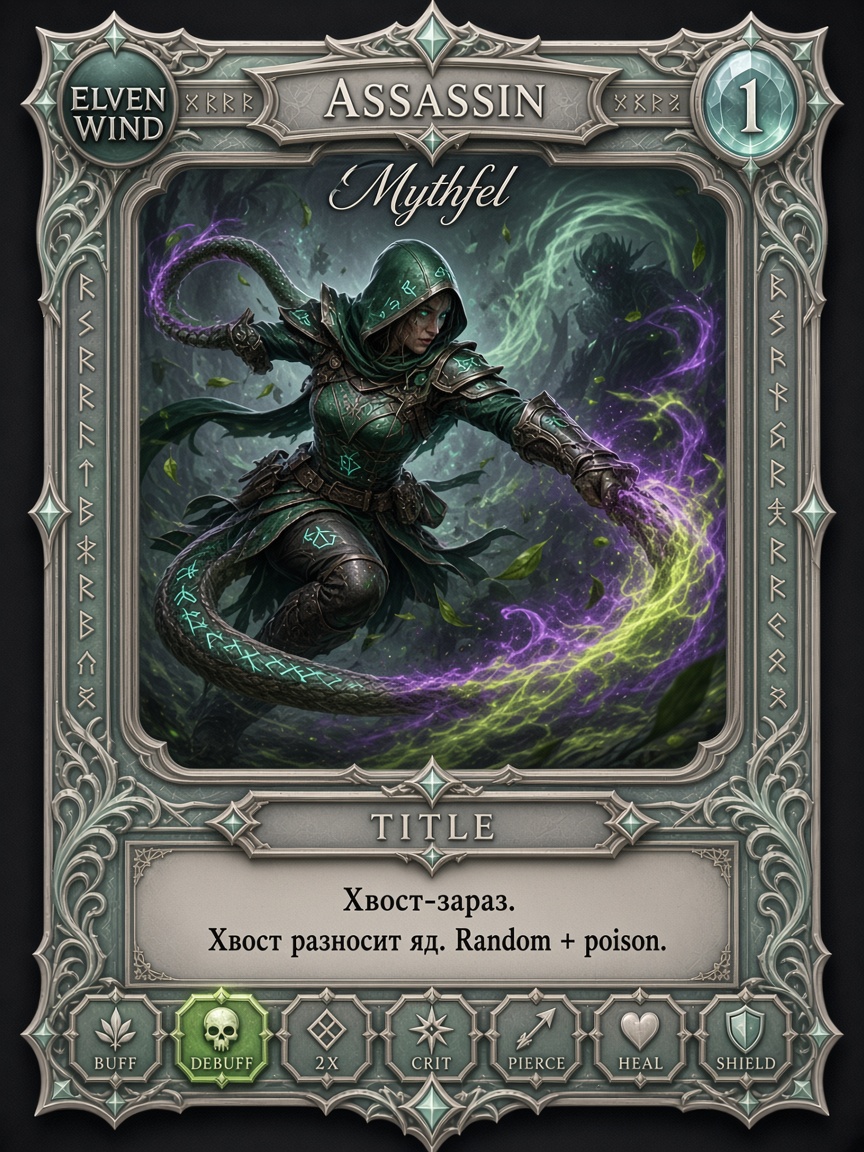 ELVEN
WIND
ASSASSIN
1
Mythfel
TITLE
Хвост-зараз.
Хвост разносит яд. Random + poison.
BUFF
DEBUFF
2X
CRIT
PIERCE
HEAL
SHIELD